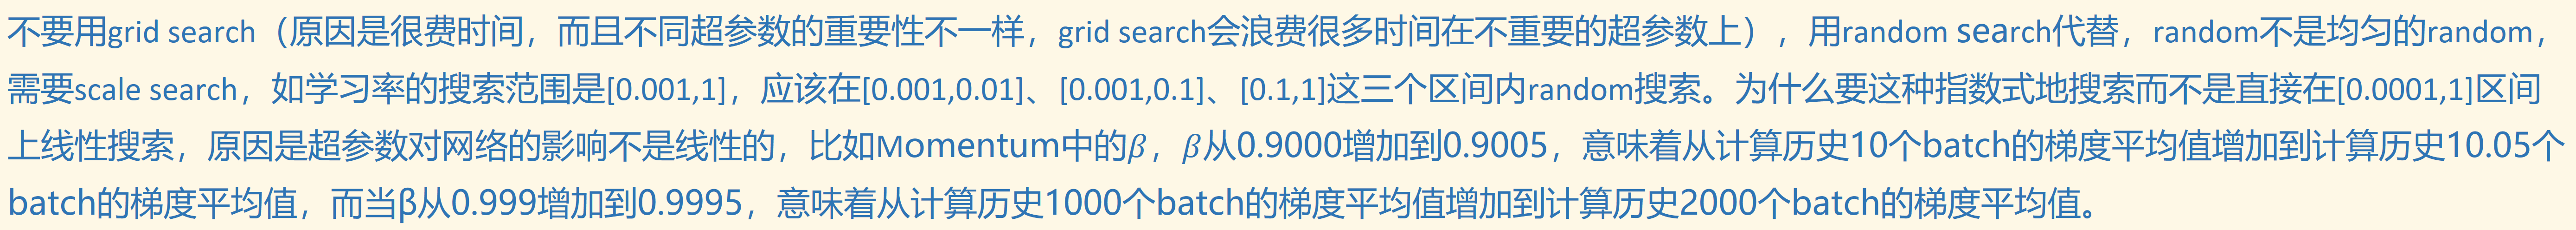 不要用grid search（原因是很费时间，而且不同超参数的重要性不一样，grid search会浪费很多时间在不重要的超参数上），用random search代替，random不是均匀的random，
需要scale search，如学习率的搜索范围是[0.001,1]，应该在[0.001,0.01]、[0.001,0.1]、[0.1,1]这三个区间内random搜索。为什么要这种指数式地搜索而不是直接在[0.0001,1]区间
上线性搜索，原因是超参数对网络的影响不是线性的，比如Momentum中的β，β从0.9000增加到0.9005，意味着从计算历史10个batch的梯度平均值增加到计算历史10.05个
batch的梯度平均值，而当β从0.999增加到0.9995，意味着从计算历史1000个batch的梯度平均值增加到计算历史2000个batch的梯度平均值。